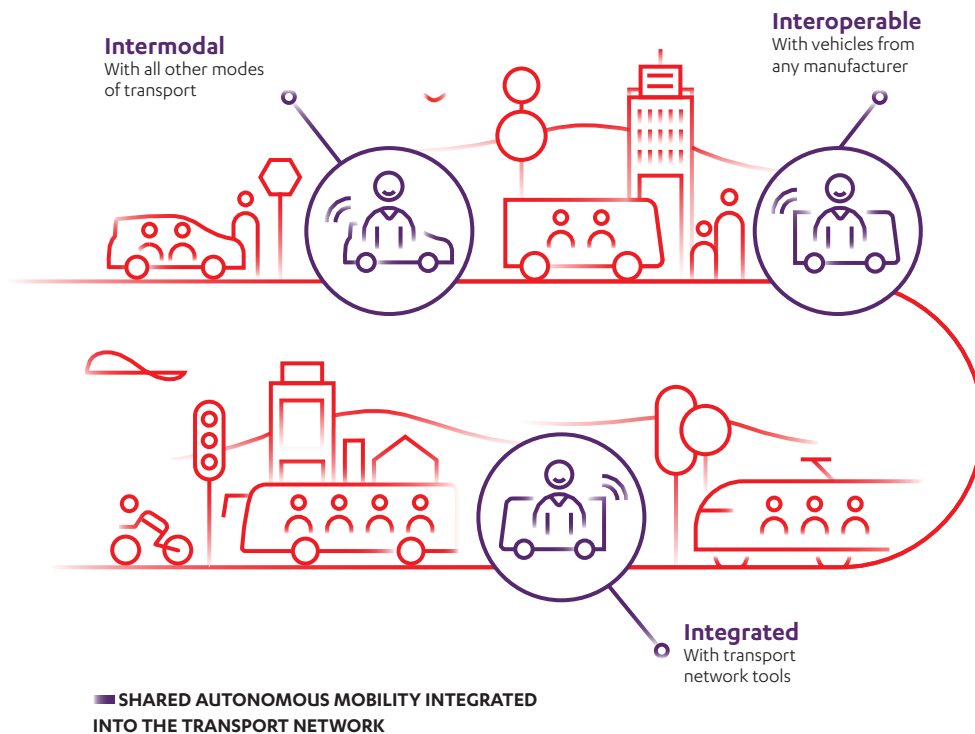 Intermodal
With all other modes
of transport
Interoperable
With vehicles from
any manufacturer
Integrated
With transport
network tools
SHARED AUTONOMOUS MOBILITY INTEGRATED
INTO THE TRANSPORT NETWORK